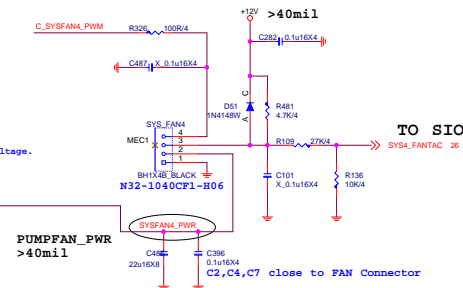 +12V
>40mil
C_SYSFAN4_PWM
R326
100R/4
C282
0.1u16X4
C487
X_0.1u16X4
D51
1N4148W
C
A
R481
4.7K/4
SYS_FAN4
MEC1
4
3
2
1
BH1X4B_BLACK
N32-1040CF1-H06
ltage.
R109
27K/4
TO SIO
SYS4_FANTAC 26
C101
X_0.1u16X4
R136
10K/4
SYSFAN4_PWR
PUMPFAN_PWR
>40mil
22u16X8
C396
0.1u16X4
C2,C4,C7 close to FAN Connector